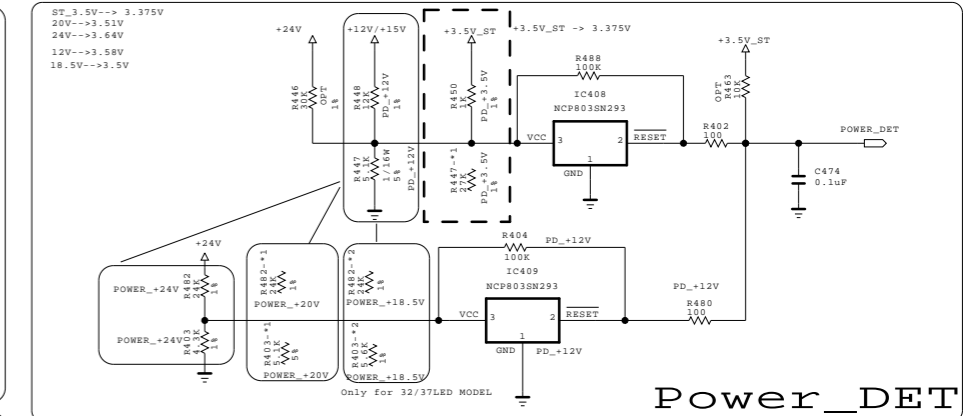 ST_3.5V--> 3.375V
20V-->3.51V
24V-->3.64V
12V-->3.58V
18.5V-->3.5V
+24V
+12V/+15V
+3.5V_ST
+3.5V_ST -> 3.375V
+3.5V_ST
R446
30K
OPT
1%
R448
12K
PD_+12V
1%
R450
1K
PD_+3.5V
1%
R488
100K
IC408
NCP803SN293
OPT
R463
10K
VCC
3
2
RESET
1
GND
R402
100
POWER_DET
C474
0.1uF
R447
5.1K
1/16W
5%
PD_+12V
R447-*1
27K
PD_+3.5V
1%
+24V
POWER_+24V
R482
24K
1%
POWER_+24V
R403
4.3K
1%
R482-*1
24K
1%
POWER_+20V
R403-*1
5.1K
5%
POWER_+20V
R482-*2
24K
1%
POWER_+18.5V
R403-*2
5.6K
1%
POWER_+18.5V
R404
100K
PD_+12V
IC409
NCP803SN293
VCC
3
2
RESET
1
GND
PD_+12V
PD_+12V
R480
100
Only for 32/37LED MODEL
Power_DET